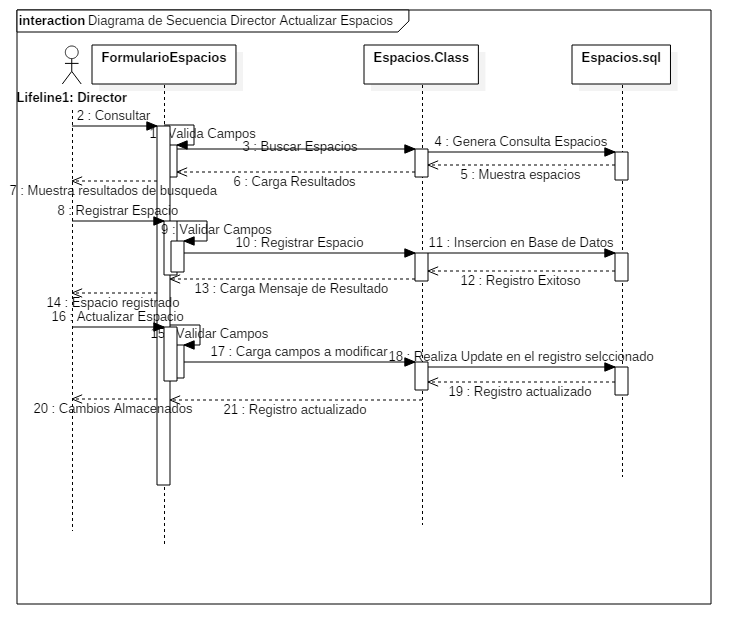 interaction Diagrama de Secuencia Director Actualizar Espacios
FormularioEspacios
Espacios.Class
Espacios.sql
Lifeline1: Director
2 : Consultar
1 : Valida Campos
3 : Buscar Espacios
4 : Genera Consulta Espacios
5 : Muestra espacios
6 : Carga Resultados
7 : Muestra resultados de busqueda
8 : Registrar Espacio
9 : Validar Campos
10 : Registrar Espacio
11 : Insercion en Base de Datos
12 : Registro Exitoso
13 : Carga Mensaje de Resultado
14 : Espacio registrado
16 : Actualizar Espacio
15 : Validar Campos
17 : Carga campos a modificar
18 : Realiza Update en el registro selccionado
19 : Registro actualizado
20 : Cambios Almacenados
21 : Registro actualizado